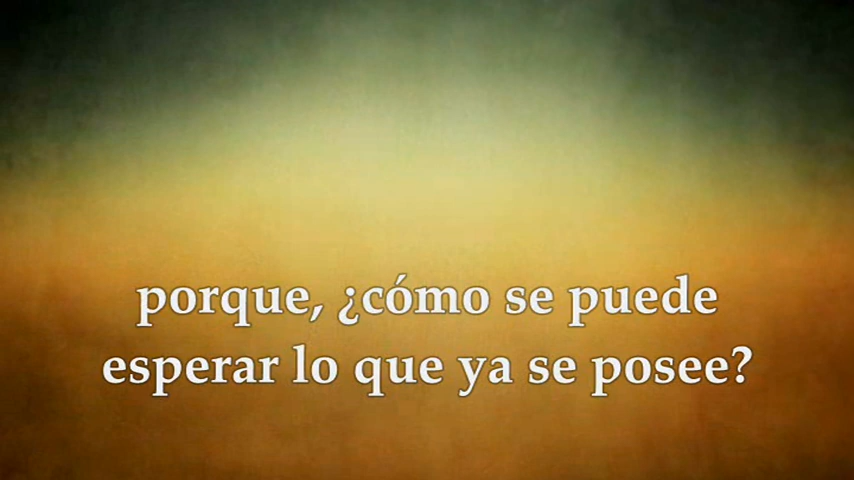 porque, ¿cómo se puede
esperar lo que ya se posee?